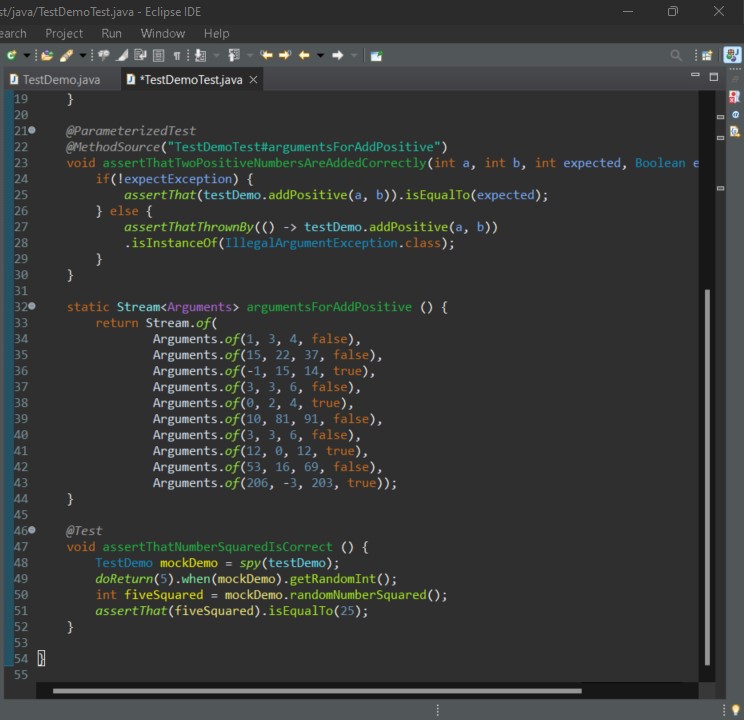 st/java/TestDemoTest.java - Eclipse IDE
earch Project Run Window Help
TestDemo.java *TestDemoTest.java
19 }
20
21 @ParameterizedTest
22 @MethodSource("TestDemoTest#argumentsForAddPositive")
23 void assertThatTwoPositiveNumbersAreAddedCorrectly(int a, int b, int expected, Boolean e
24 if(!expectException) {
25 assertThat(testDemo.addPositive(a, b)).isEqualTo(expected);
26 } else {
27 assertThatThrownBy(() -> testDemo.addPositive(a, b))
28 .isInstanceOf(IllegalArgumentException.class);
29 }
30 }
31
32 static Stream<Arguments> argumentsForAddPositive () {
33 return Stream.of(
34 Arguments.of(1, 3, 4, false),
35 Arguments.of(15, 22, 37, false),
36 Arguments.of(-1, 15, 14, true),
37 Arguments.of(3, 3, 6, false),
38 Arguments.of(0, 2, 4, true),
39 Arguments.of(10, 81, 91, false),
40 Arguments.of(3, 3, 6, false),
41 Arguments.of(12, 0, 12, true),
42 Arguments.of(53, 16, 69, false),
43 Arguments.of(206, -3, 203, true));
44 }
45
46 @Test
47 void assertThatNumberSquaredIsCorrect () {
48 TestDemo mockDemo = spy(testDemo);
49 doReturn(5).when(mockDemo).getRandomInt();
50 int fiveSquared = mockDemo.randomNumberSquared();
51 assertThat(fiveSquared).isEqualTo(25);
52 }
53
54 }
55